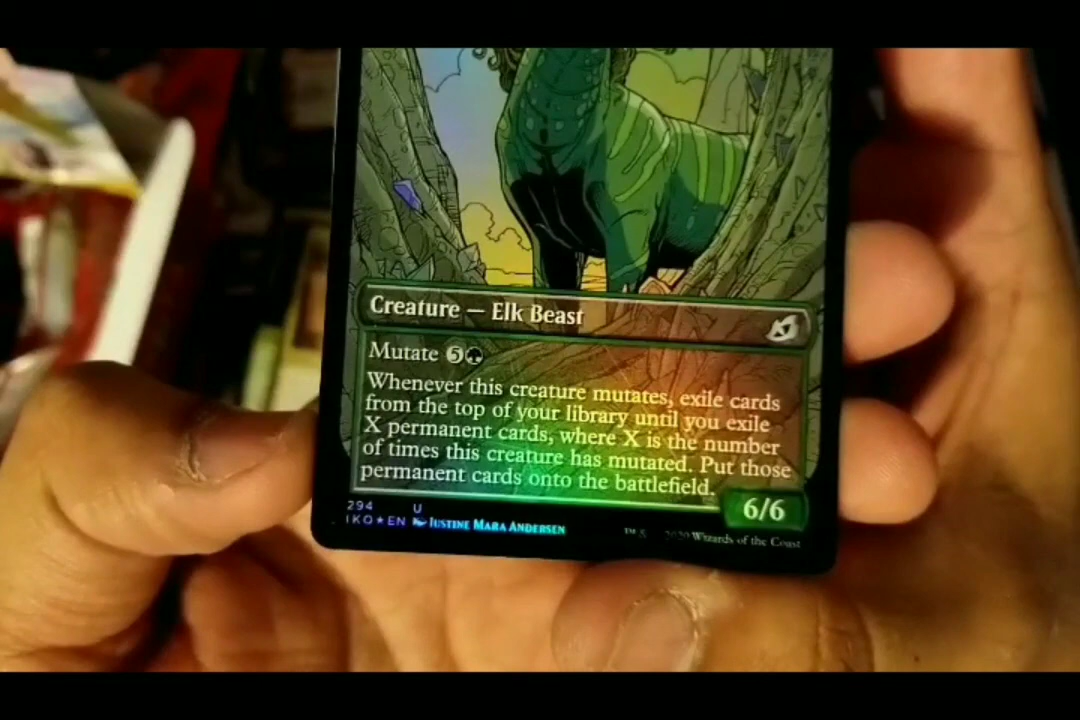 Creature — Elk Beast
Mutate 5
Whenever this creature mutates, exile cards
from the top of your library until you exile
X permanent cards, where X is the number
of times this creature has mutated. Put those
permanent cards onto the battlefield.
6/6
294 U
IKO★EN JUSTINE MARA ANDERSEN
™ & 2020 Wizards of the Coast